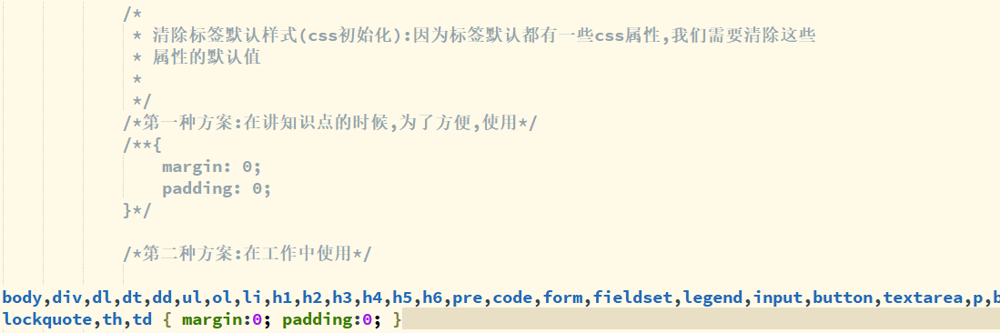 /*
* 清除标签默认样式(css初始化):因为标签默认都有一些css属性,我们需要清除这些
* 属性的默认值
*
*/
/*第一种方案:在讲知识点的时候,为了方便,使用*/
/**{
margin: 0;
padding: 0;
}*/
/*第二种方案:在工作中使用*/
body,div,dl,dt,dd,ul,ol,li,h1,h2,h3,h4,h5,h6,pre,code,form,fieldset,legend,input,button,textarea,p,b
lockquote,th,td { margin:0; padding:0; }